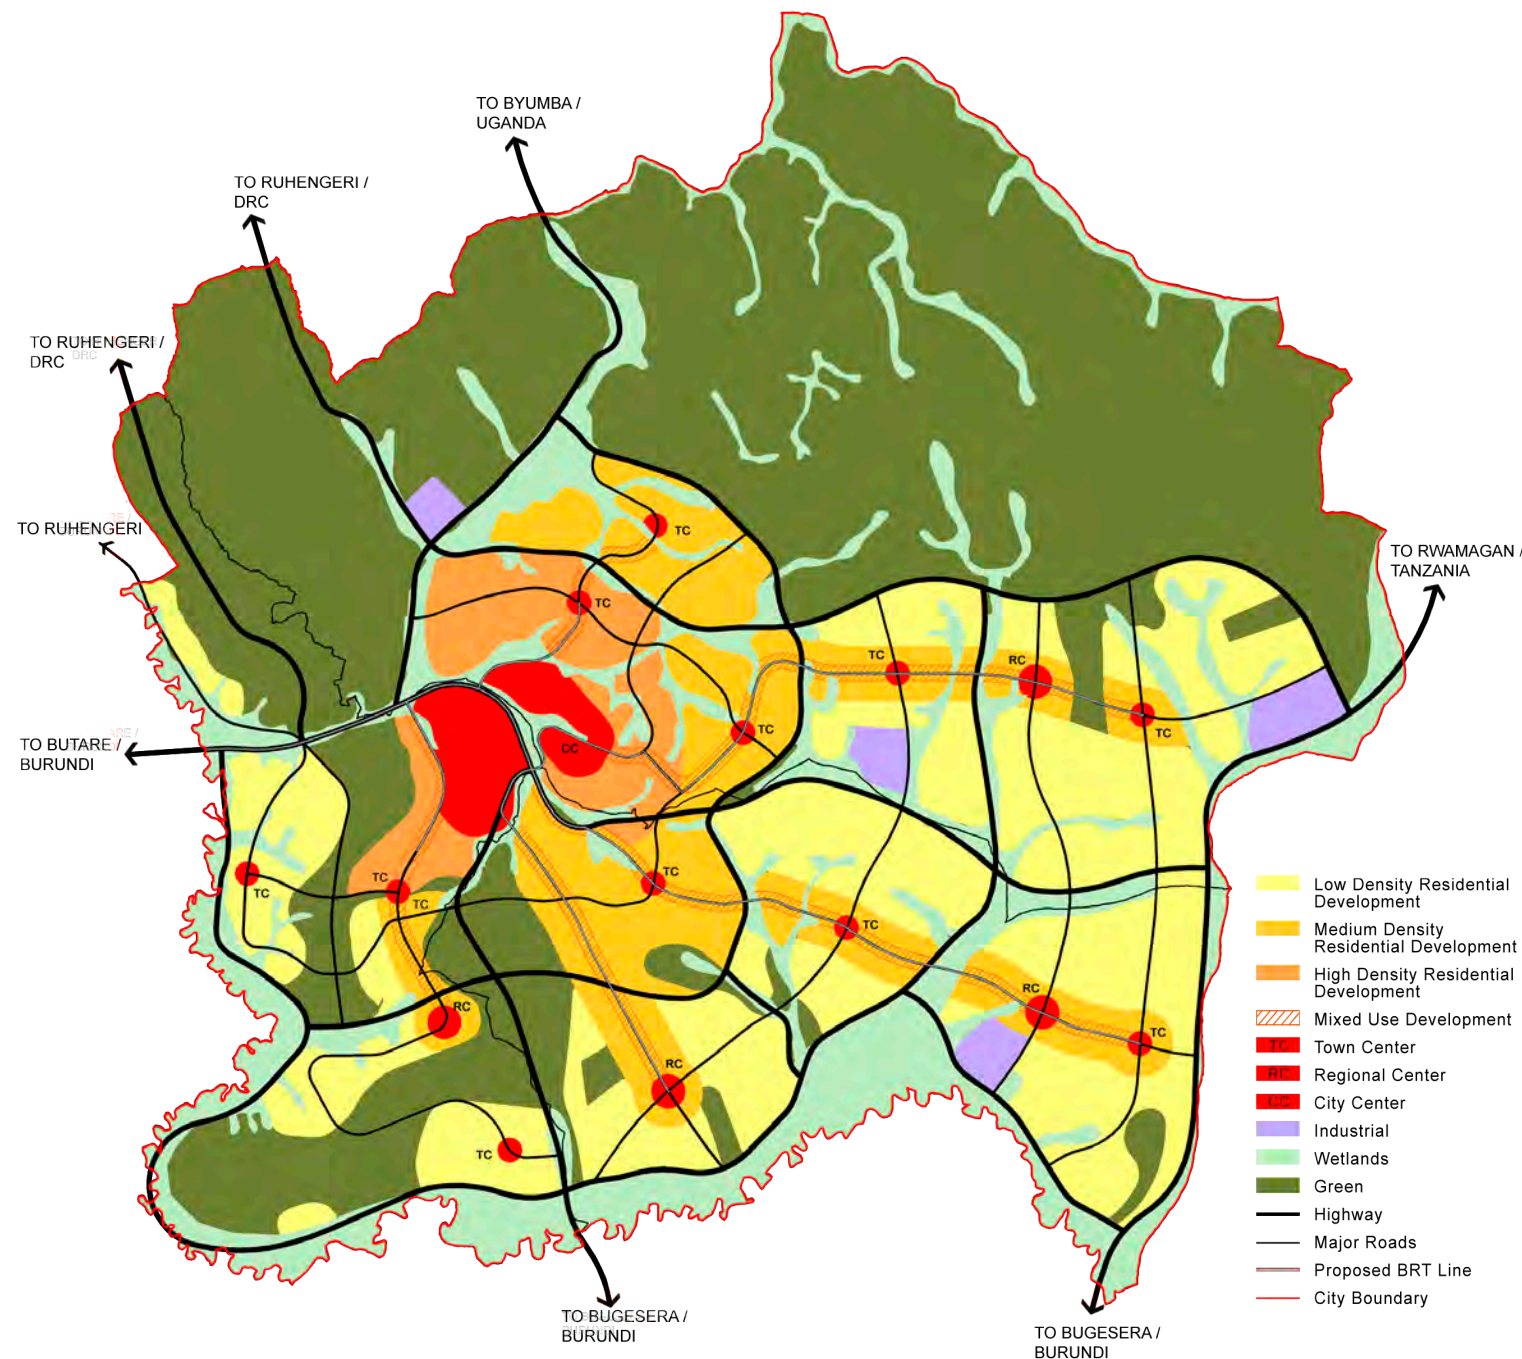 TO BYUMBA /
UGANDA
TO RUHENGERI /
DRC
TO RUHENGERI /
DRC
DRC
TO RUHENGERI
TO RWAMAGAN /
TANZANIA
TO BUTARE /
BURUNDI
TC
TC
TC
RC
TC
TC
CC
TC
TC
TC
TC
TC
RC
TC
RC
RC
TC
TO BUGESERA /
BURUNDI
TO BUGESERA /
BURUNDI
Low Density Residential
Development
Medium Density
Residential Development
High Density Residential
Development
Mixed Use Development
TC Town Center
RC Regional Center
CC City Center
Industrial
Wetlands
Green
Highway
Major Roads
Proposed BRT Line
City Boundary